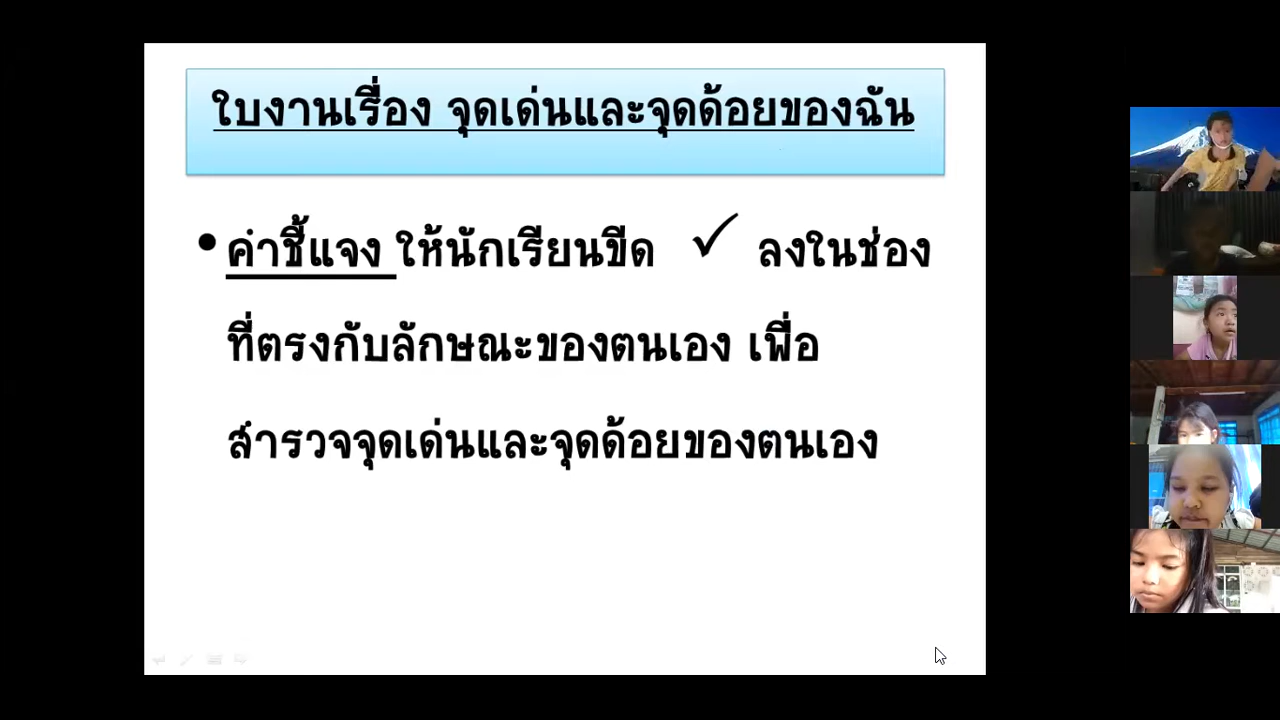 ใบงานเรื่อง จุดเด่นและจุดด้อยของฉัน
• คำชี้แจง ให้นักเรียนขีด ✓ ลงในช่อง
ที่ตรงกับลักษณะของตนเอง เพื่อ
สำรวจจุดเด่นและจุดด้อยของตนเอง